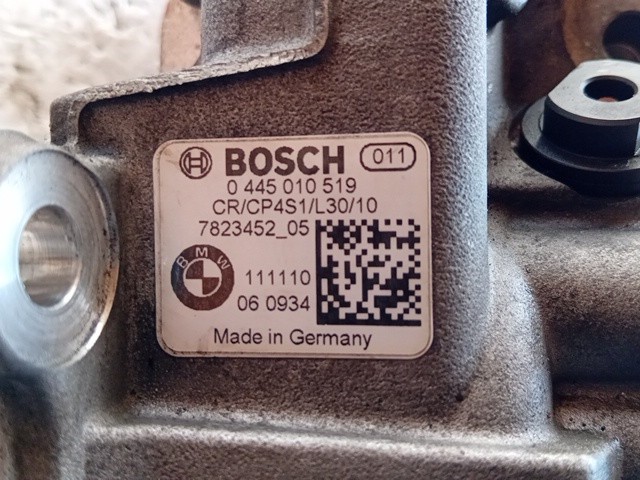 BOSCH 011
0 445 010 519
CR/CP4S1/L30/10
7823452_05
BMW
111110
06 0934
Made in Germany